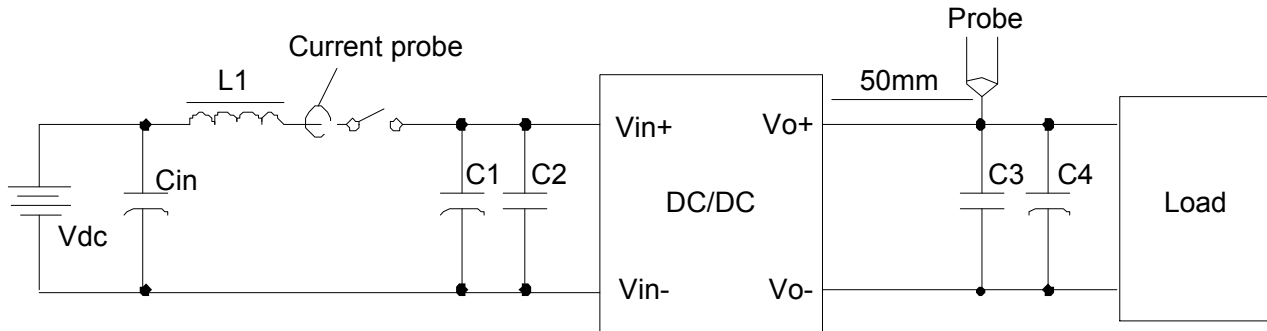 Probe
Current probe
L1
50mm
Vin+
Vo+
Cin
C1
C2
C3
C4
DC/DC
Load
Vdc
Vin-
Vo-